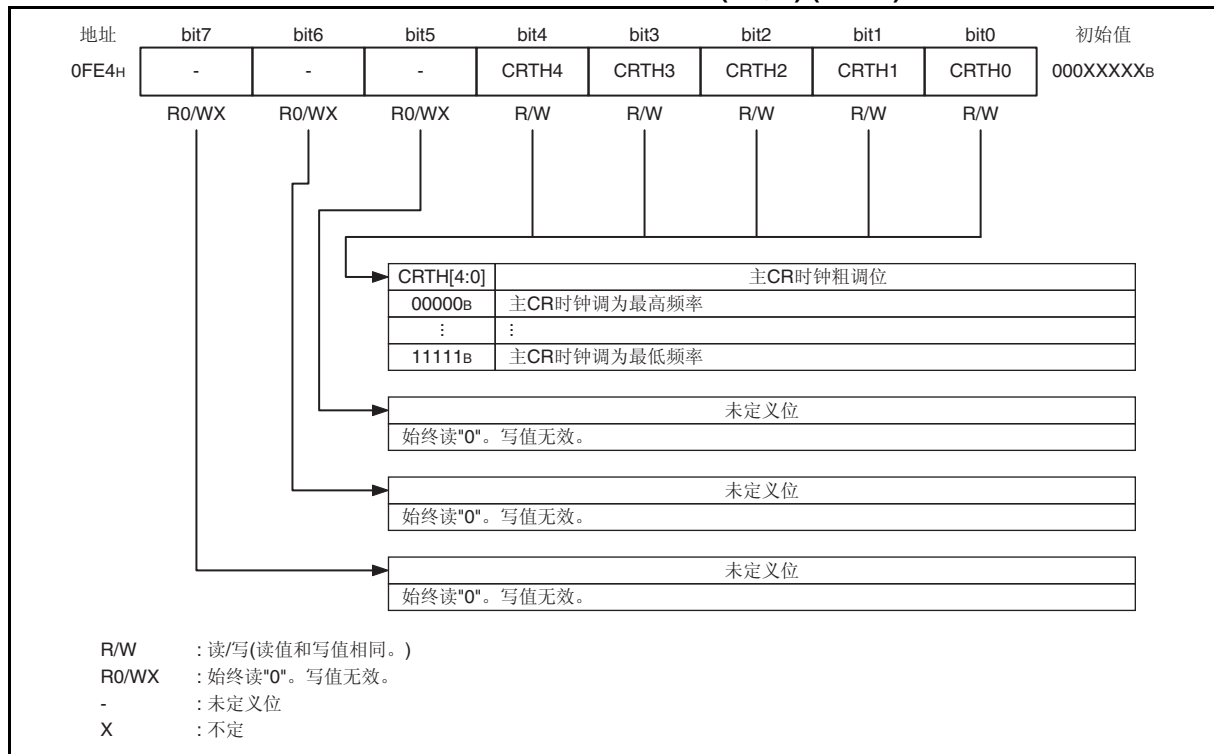 地址 bit7 bit6 bit5 bit4 bit3 bit2 bit1 bit0 初始值
0FE4H - - - CRTH4 CRTH3 CRTH2 CRTH1 CRTH0 000XXXXXB
R0/WX R0/WX R0/WX R/W R/W R/W R/W R/W
CRTH[4:0] 主CR时钟粗调位
00000B 主CR时钟调为最高频率
⋮ ⋮
11111B 主CR时钟调为最低频率
未定义位
始终读"0"。写值无效。
未定义位
始终读"0"。写值无效。
未定义位
始终读"0"。写值无效。
R/W : 读/写(读值和写值相同。)
R0/WX : 始终读"0"。写值无效。
- : 未定义位
X : 不定